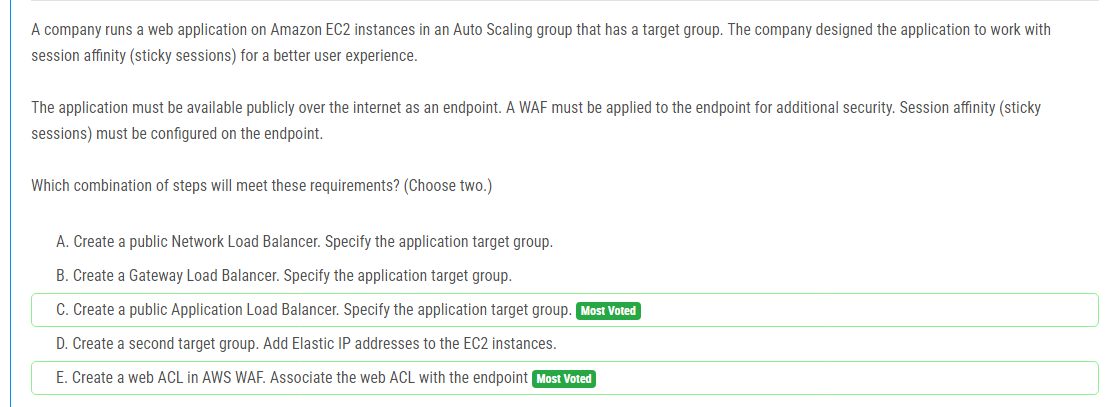 A company runs a web application on Amazon EC2 instances in an Auto Scaling group that has a target group. The company designed the application to work with
session affinity (sticky sessions) for a better user experience.
The application must be available publicly over the internet as an endpoint. A WAF must be applied to the endpoint for additional security. Session affinity (sticky
sessions) must be configured on the endpoint.
Which combination of steps will meet these requirements? (Choose two.)
A. Create a public Network Load Balancer. Specify the application target group.
B. Create a Gateway Load Balancer. Specify the application target group.
C. Create a public Application Load Balancer. Specify the application target group. Most Voted
D. Create a second target group. Add Elastic IP addresses to the EC2 instances.
E. Create a web ACL in AWS WAF. Associate the web ACL with the endpoint Most Voted